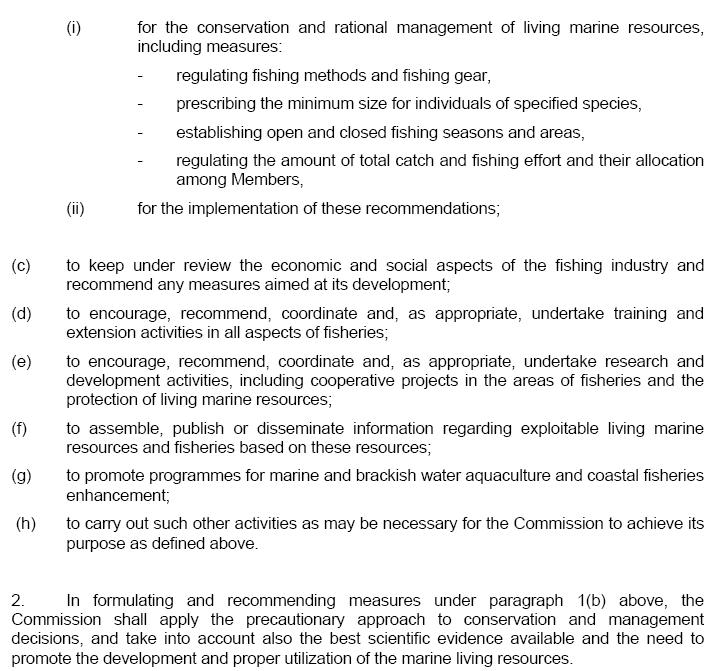 (i) for the conservation and rational management of living marine resources,
including measures:
- regulating fishing methods and fishing gear,
- prescribing the minimum size for individuals of specified species,
- establishing open and closed fishing seasons and areas,
- regulating the amount of total catch and fishing effort and their allocation
among Members,
(ii) for the implementation of these recommendations;
(c) to keep under review the economic and social aspects of the fishing industry and
recommend any measures aimed at its development;
(d) to encourage, recommend, coordinate and, as appropriate, undertake training and
extension activities in all aspects of fisheries;
(e) to encourage, recommend, coordinate and, as appropriate, undertake research and
development activities, including cooperative projects in the areas of fisheries and the
protection of living marine resources;
(f) to assemble, publish or disseminate information regarding exploitable living marine
resources and fisheries based on these resources;
(g) to promote programmes for marine and brackish water aquaculture and coastal fisheries
enhancement;
(h) to carry out such other activities as may be necessary for the Commission to achieve its
purpose as defined above.
2. In formulating and recommending measures under paragraph 1(b) above, the
Commission shall apply the precautionary approach to conservation and management
decisions, and take into account also the best scientific evidence available and the need to
promote the development and proper utilization of the marine living resources.